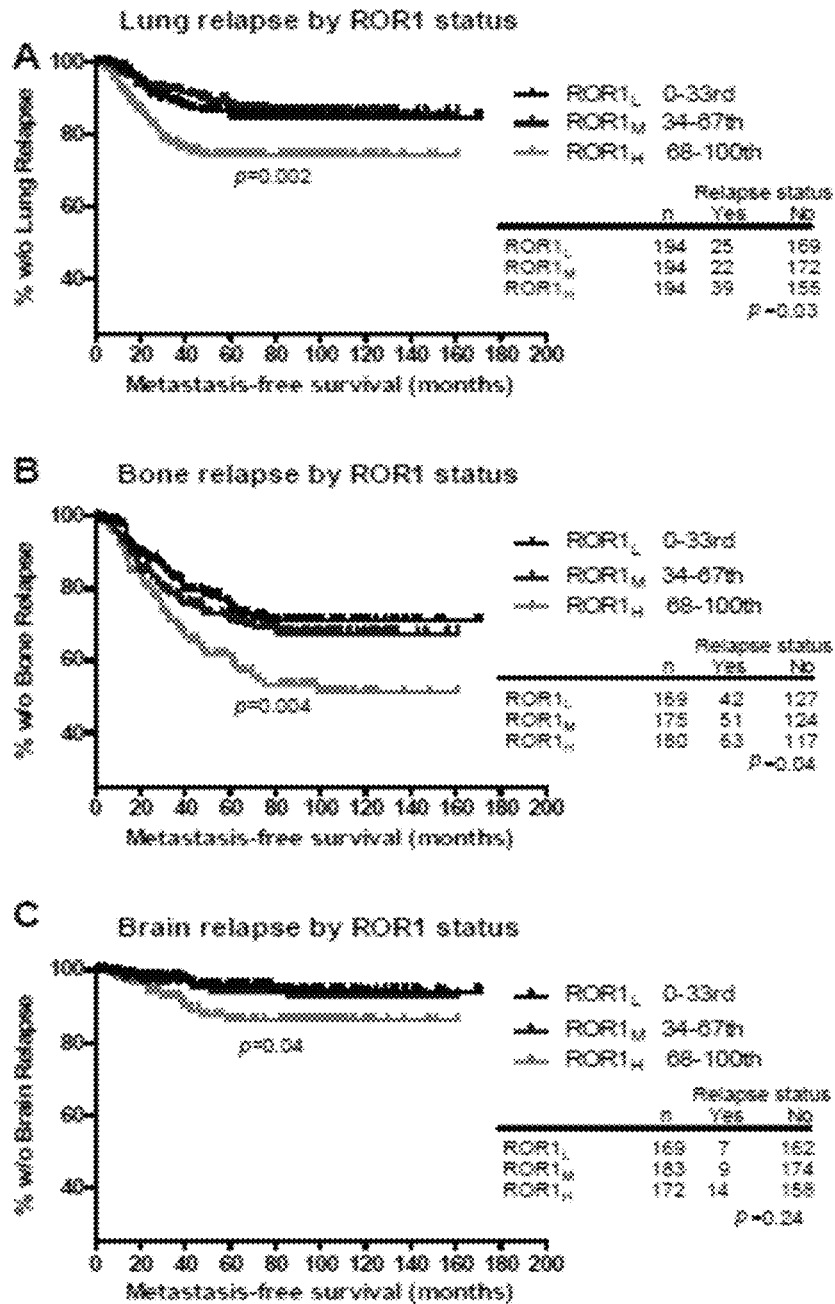 Lung relapse by ROR1 status
A
100
80
60
40
% w/o Lung Relapse
p=0.002
0 20 40 60 80 100 120 140 160 180 200
Metastasis-free survival (months)
ROR1L 0-33rd
ROR1M 34-67th
ROR1H 68-100th
Relapse status
n Yes No
ROR1L 194 25 169
ROR1M 194 22 172
ROR1H 194 39 155
P=0.03
B
Bone relapse by ROR1 status
100
80
60
40
% w/o Bone Relapse
p=0.004
0 20 40 60 80 100 120 140 160 180 200
Metastasis-free survival (months)
ROR1L 0-33rd
ROR1M 34-67th
ROR1H 68-100th
Relapse status
n Yes No
ROR1L 169 42 127
ROR1M 175 51 124
ROR1H 180 63 117
P=0.04
C
Brain relapse by ROR1 status
100
80
60
40
% w/o Brain Relapse
p=0.04
0 20 40 60 80 100 120 140 160 180 200
Metastasis-free survival (months)
ROR1L 0-33rd
ROR1M 34-67th
ROR1H 68-100th
Relapse status
n Yes No
ROR1L 169 7 162
ROR1M 183 9 174
ROR1H 172 14 158
P=0.24